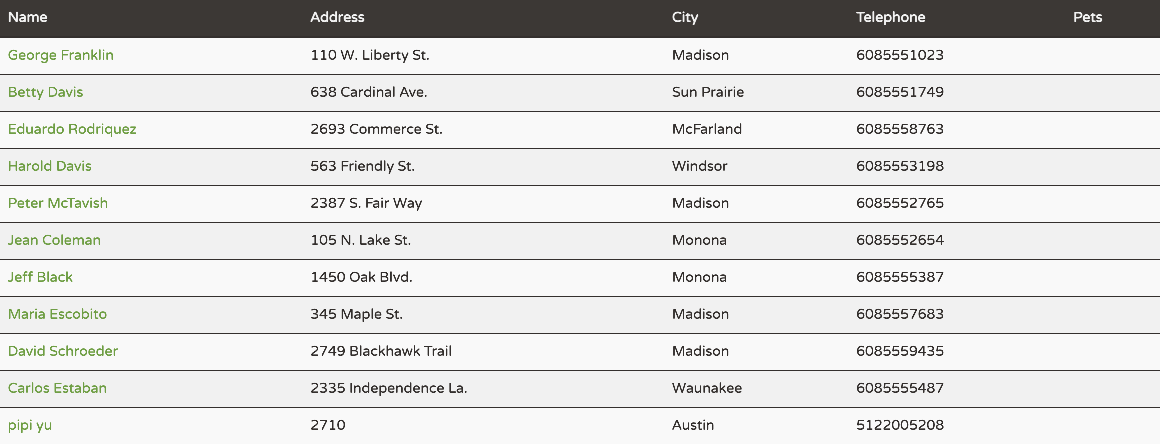 Name Address City Telephone Pets
George Franklin 110 W. Liberty St. Madison 6085551023
Betty Davis 638 Cardinal Ave. Sun Prairie 6085551749
Eduardo Rodriquez 2693 Commerce St. McFarland 6085558763
Harold Davis 563 Friendly St. Windsor 6085553198
Peter McTavish 2387 S. Fair Way Madison 6085552765
Jean Coleman 105 N. Lake St. Monona 6085552654
Jeff Black 1450 Oak Blvd. Monona 6085555387
Maria Escobito 345 Maple St. Madison 6085557683
David Schroeder 2749 Blackhawk Trail Madison 6085559435
Carlos Estaban 2335 Independence La. Waunakee 6085555487
pipi yu 2710 Austin 5122005208